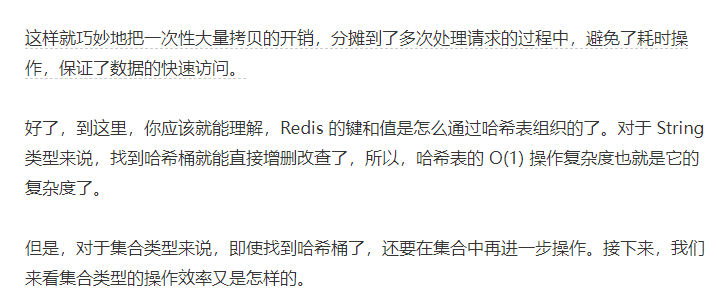 这样就巧妙地把一次性大量拷贝的开销，分摊到了多次处理请求的过程中，避免了耗时操
作，保证了数据的快速访问。
好了，到这里，你应该就能理解，Redis 的键和值是怎么通过哈希表组织的了。对于 String
类型来说，找到哈希桶就能直接增删改查了，所以，哈希表的 O(1) 操作复杂度也就是它的
复杂度了。
但是，对于集合类型来说，即使找到哈希桶了，还要在集合中再进一步操作。接下来，我们
来看集合类型的操作效率又是怎样的。